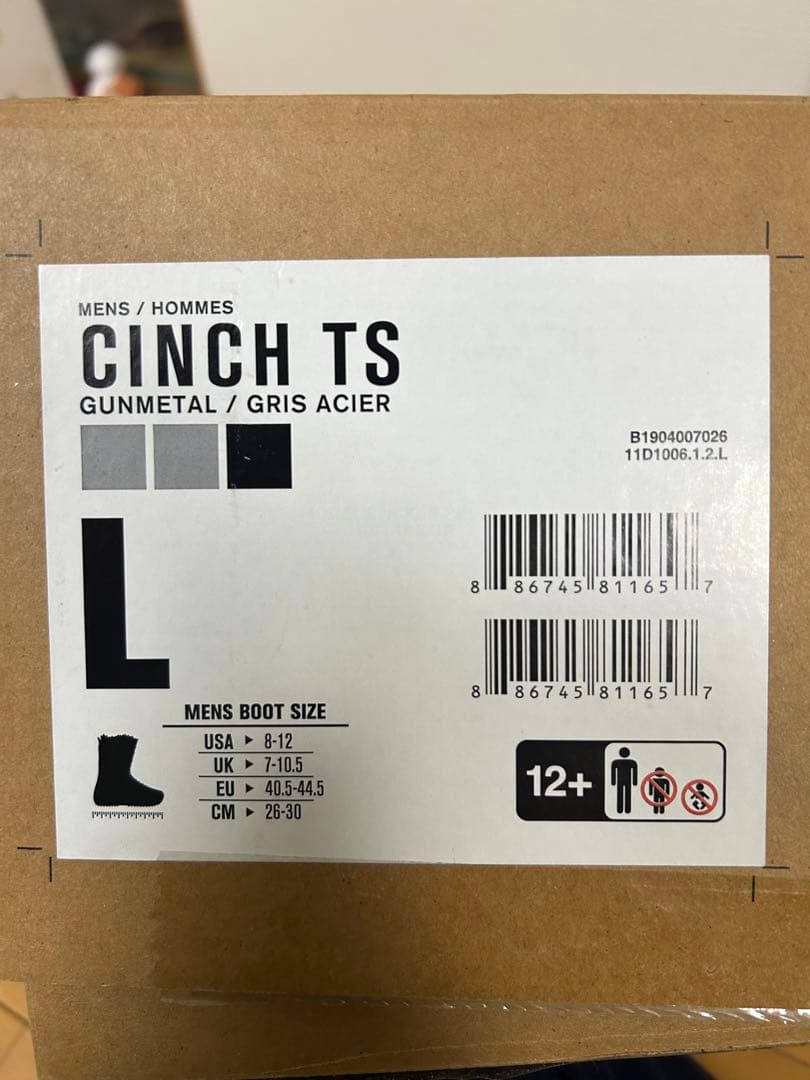 MENS / HOMMES
CINCH TS
GUNMETAL / GRIS ACIER
B1904007026
11D1006.1.2.L
L
8 86745 81165 7
8 86745 81165 7
MENS BOOT SIZE
USA ▶ 8-12
UK ▶ 7-10.5
EU ▶ 40.5-44.5
CM ▶ 26-30
12+